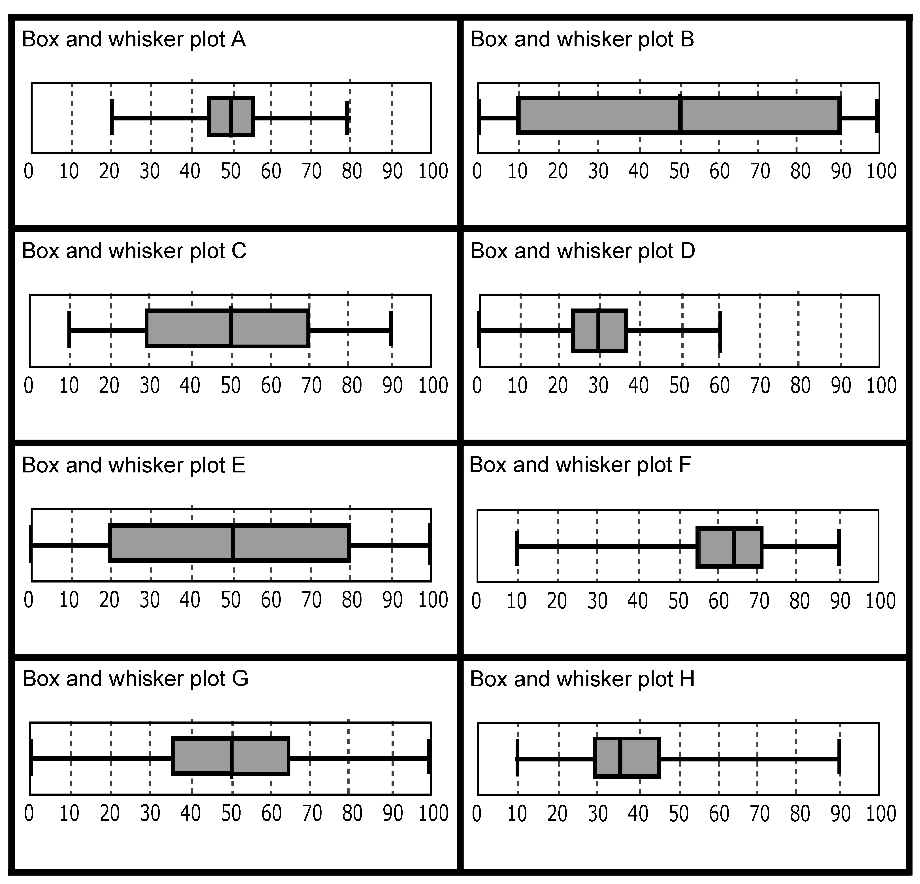 Box and whisker plot A
0 10 20 30 40 50 60 70 80 90 100
Box and whisker plot B
0 10 20 30 40 50 60 70 80 90 100
Box and whisker plot C
0 10 20 30 40 50 60 70 80 90 100
Box and whisker plot D
0 10 20 30 40 50 60 70 80 90 100
Box and whisker plot E
0 10 20 30 40 50 60 70 80 90 100
Box and whisker plot F
0 10 20 30 40 50 60 70 80 90 100
Box and whisker plot G
0 10 20 30 40 50 60 70 80 90 100
Box and whisker plot H
0 10 20 30 40 50 60 70 80 90 100